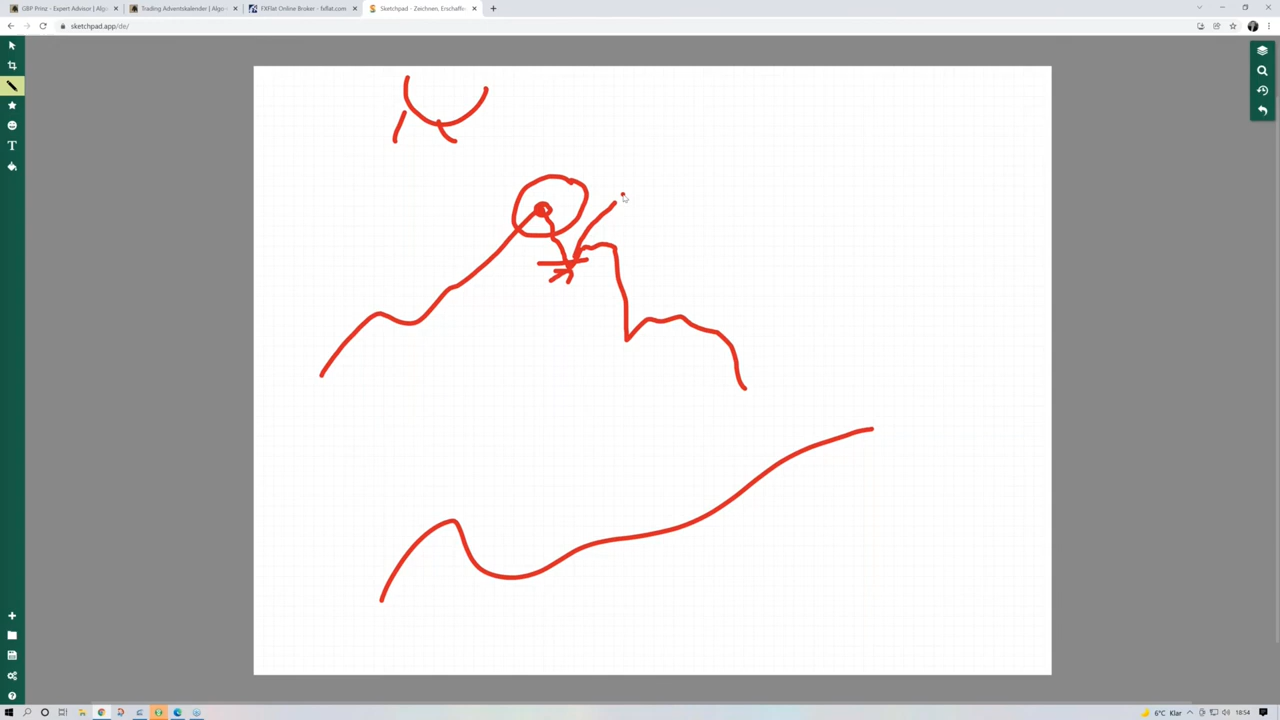 GBP Prinz - Expert Advisor | Algo
Trading Adventskalender | Algo -
FXFlat Online Broker - fxflat.com
Sketchpad - Zeichnen. Erschaffe
sketchpad.app/de/
T
?
6°C Klar
18:54